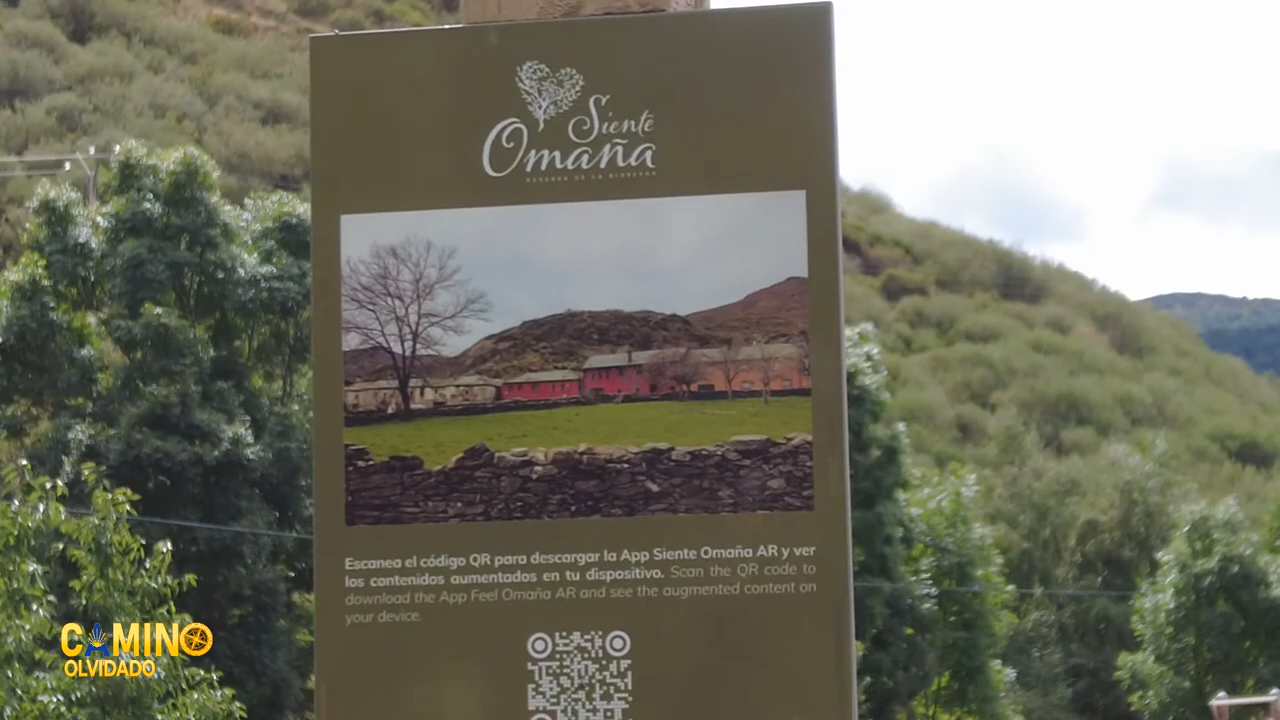 Siente
Omaña
RESERVA DE LA BIOSFERA
Escanea el código QR para descargar la App Siente Omaña AR y ver
los contenidos aumentados en tu dispositivo. Scan the QR code to
download the App Feel Omaña AR and see the augmented content on
your device.
CAMINO
OLVIDADO